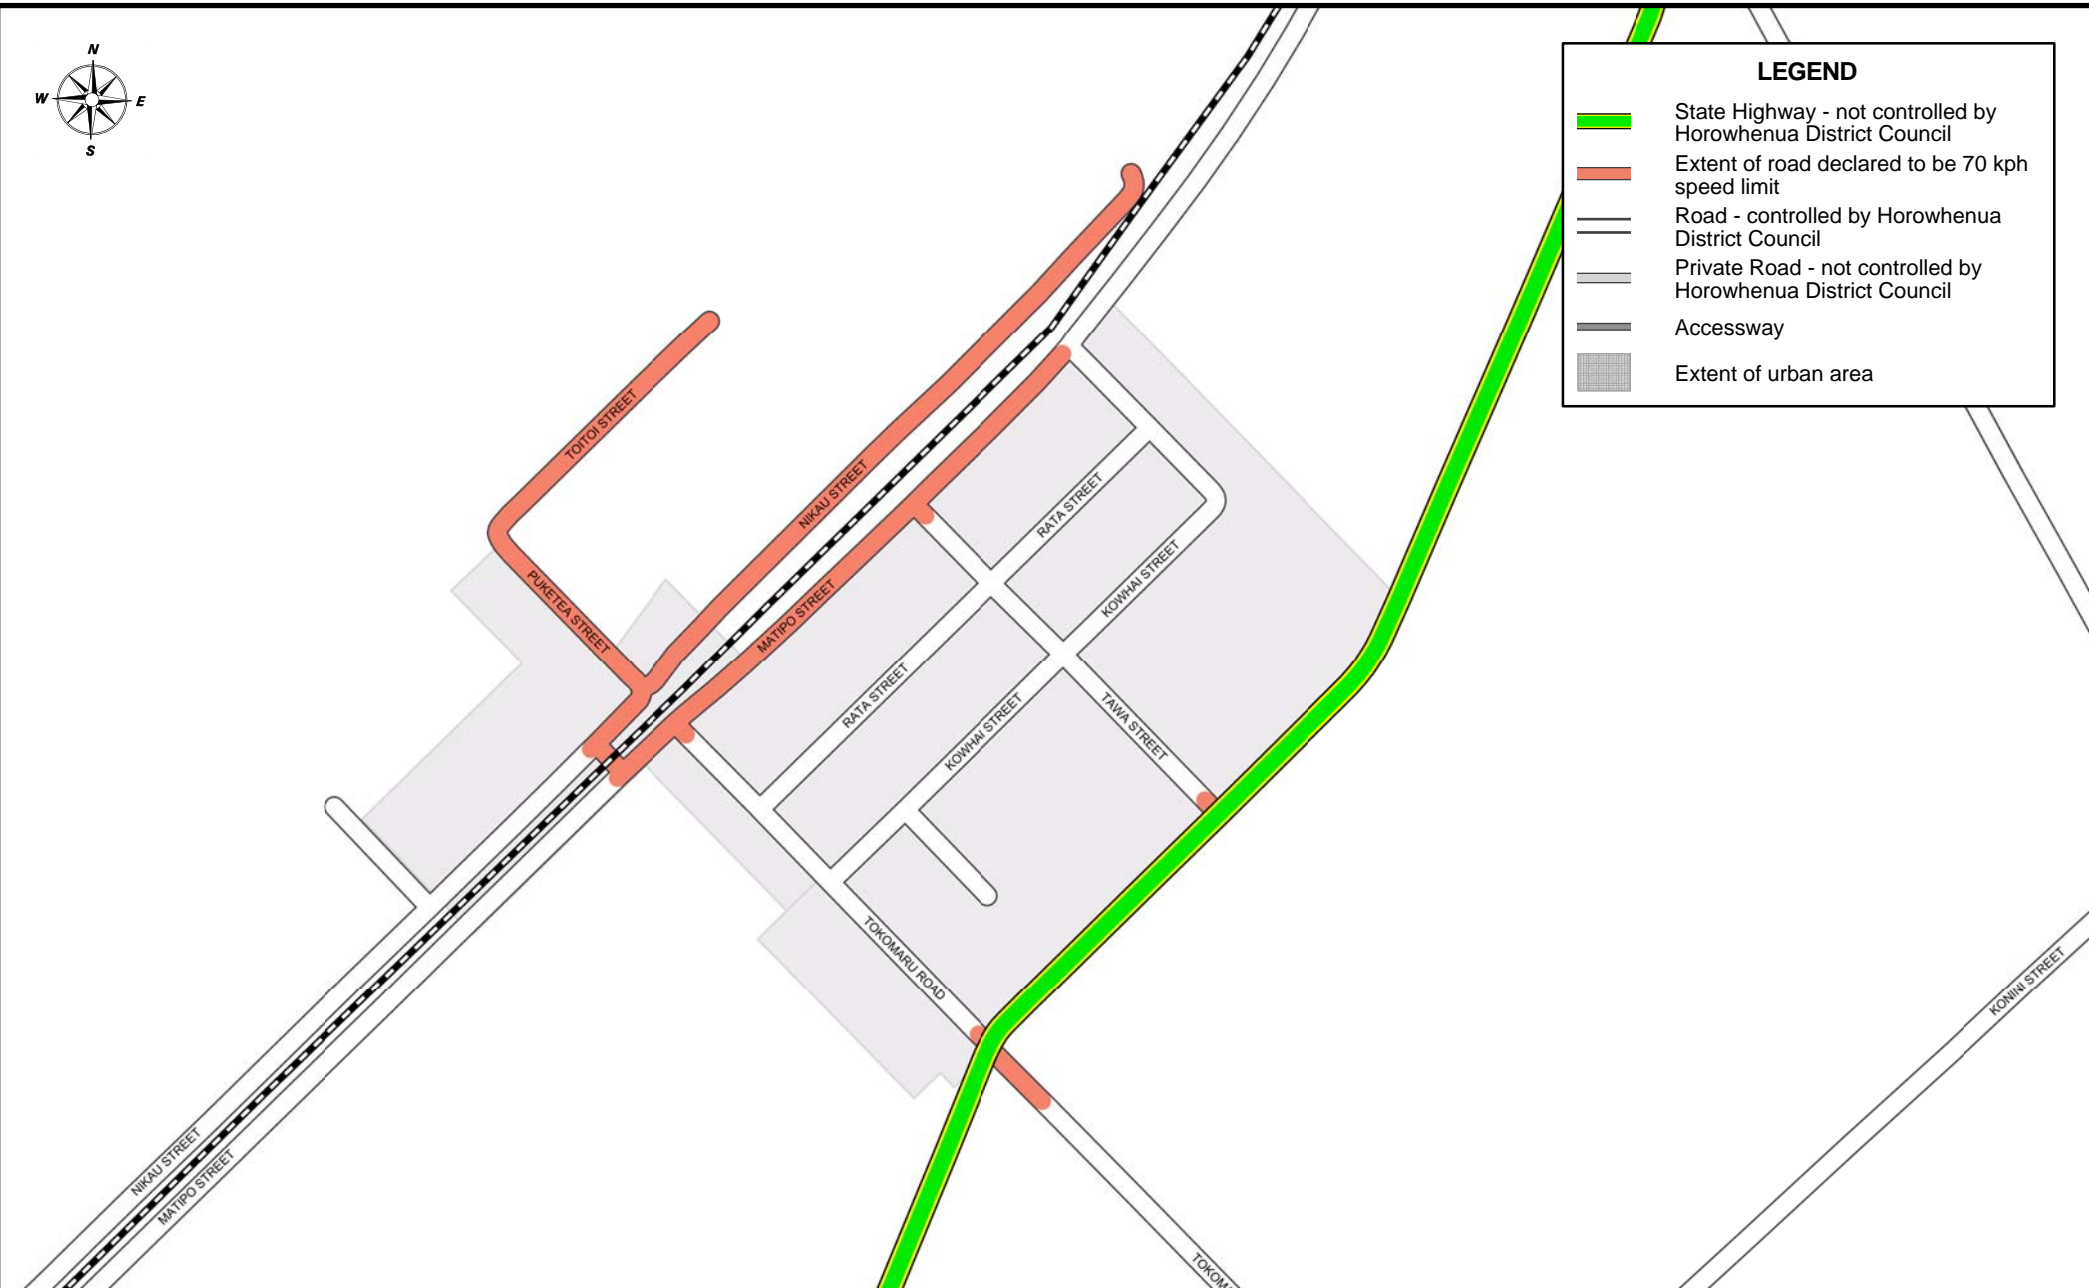 N
W
E
S
LEGEND
State Highway - not controlled by
Horowhenua District Council
Extent of road declared to be 70 kph
speed limit
Road - controlled by Horowhenua
District Council
Private Road - not controlled by
Horowhenua District Council
Accessway
Extent of urban area
TOITOI STREET
NIKAU STREET
RATA STREET
KOWHAI STREET
PUKETEA STREET
MATIPO STREET
RATA STREET
KOWHAI STREET
TAWA STREET
TOKOMARU ROAD
KONINI STREET
NIKAU STREET
MATIPO STREET